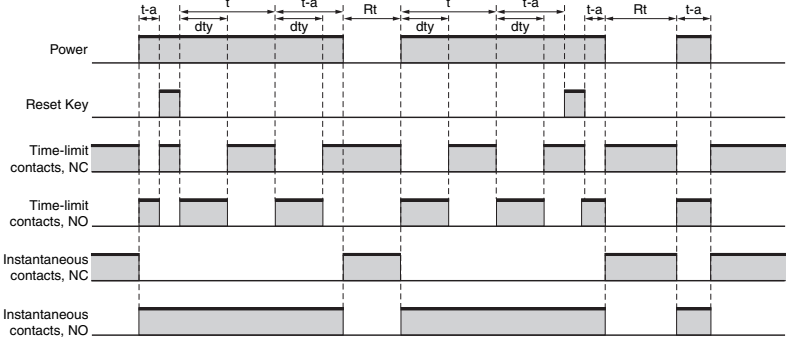 t-a t t-a Rt t t-a t-a Rt t-a
dty dty dty dty
Power
Reset Key
Time-limit
contacts, NC
Time-limit
contacts, NO
Instantaneous
contacts, NC
Instantaneous
contacts, NO